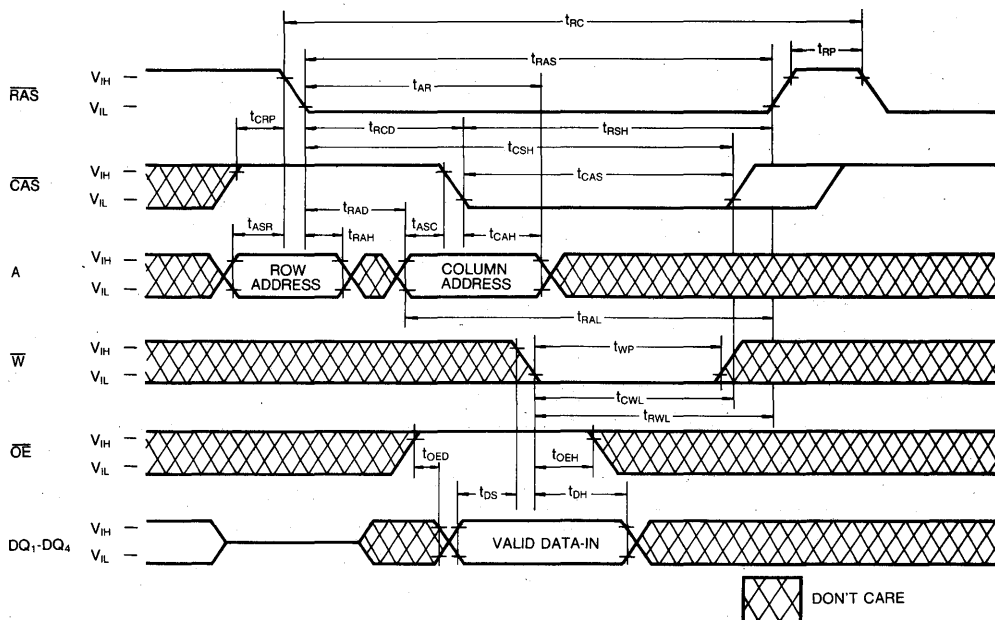 tRC
tRP
tRAS
tAR
RAS
VIH
VIL
tCRP
tRCD
tRSH
tCSH
CAS
VIH
VIL
tCAS
tRAD
tASR
tRAH
tASC
tCAH
A
VIH
VIL
ROW
ADDRESS
COLUMN
ADDRESS
tRAL
W
VIH
VIL
tWP
tCWL
tRWL
OE
VIH
VIL
tOED
tOEH
tDS
tDH
DQ1-DQ4
VIH
VIL
VALID DATA-IN
DON'T CARE